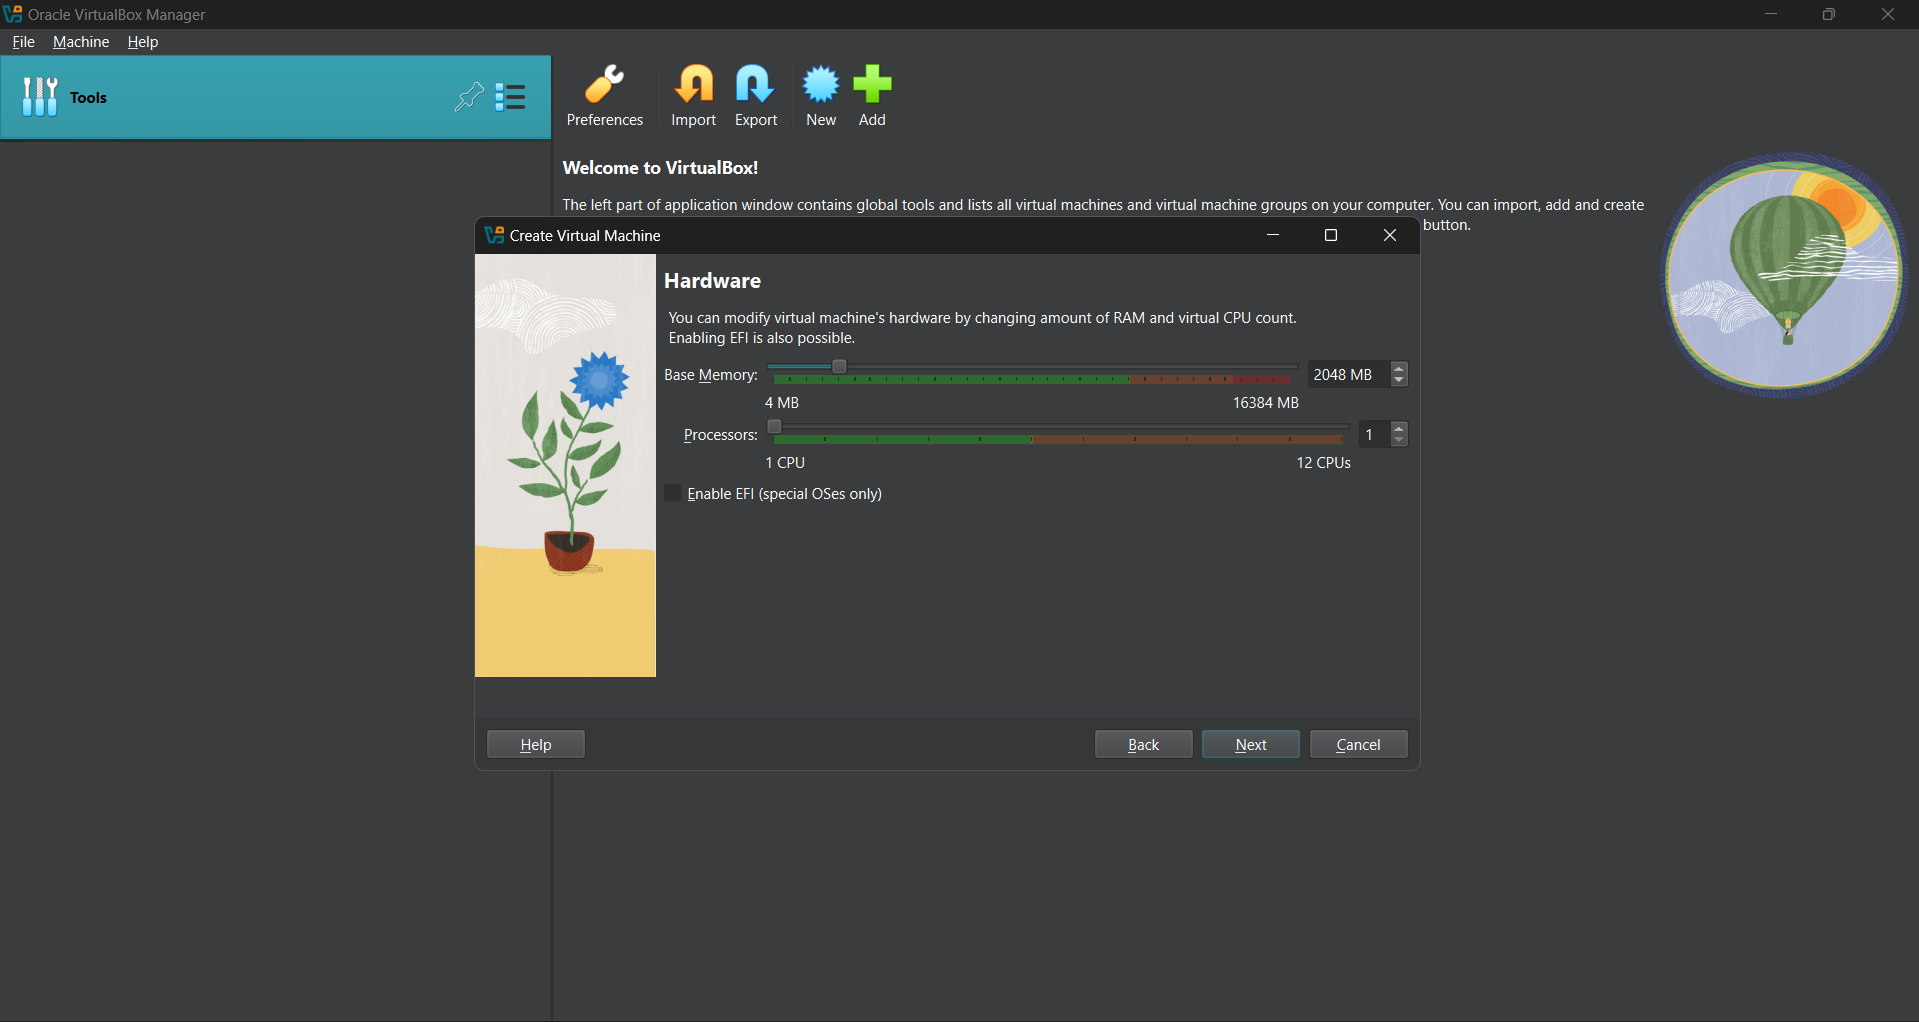 Oracle VirtualBox Manager
File Machine Help
Tools
Preferences Import Export New Add
Welcome to VirtualBox!
The left part of application window contains global tools and lists all virtual machines and virtual machine groups on your computer. You can import, add and create
button.
Create Virtual Machine
Hardware
You can modify virtual machine's hardware by changing amount of RAM and virtual CPU count.
Enabling EFI is also possible.
Base Memory: 2048 MB
4 MB 16384 MB
Processors: 1
1 CPU 12 CPUs
Enable EFI (special OSes only)
Help Back Next Cancel